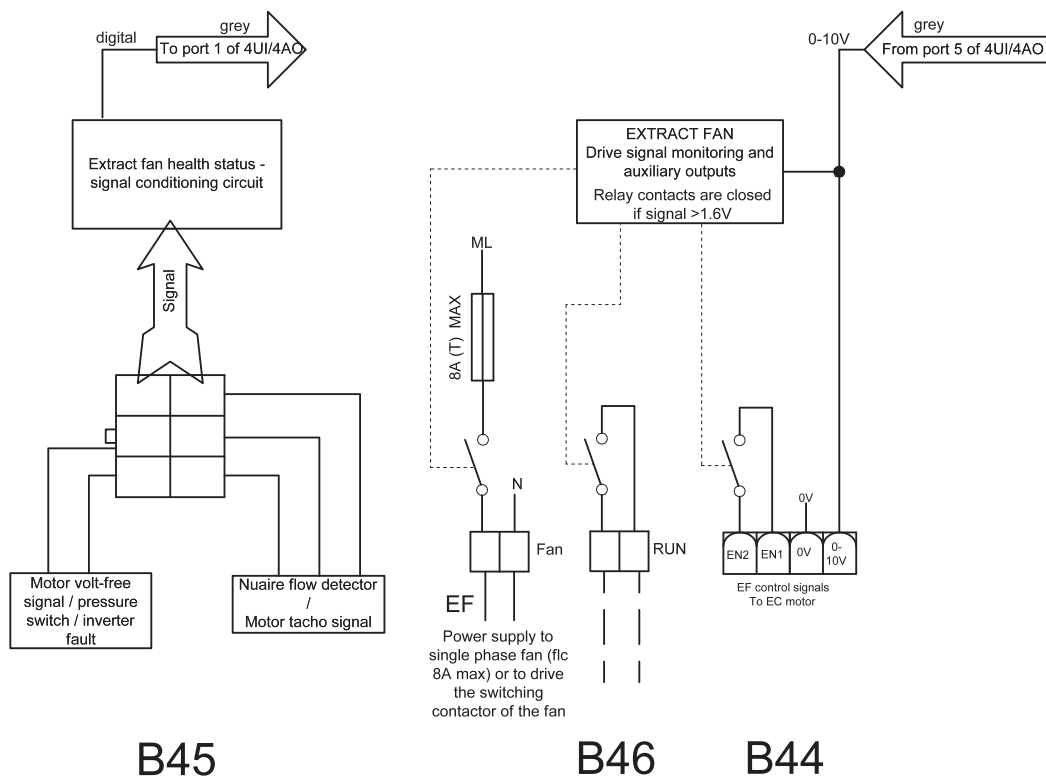 grey
digital
To port 1 of 4UI/4AO
Extract fan health status -
signal conditioning circuit
Signal
Motor volt-free
signal / pressure
switch / inverter
fault
Nuaire flow detector
/
Motor tacho signal
B45
grey
0-10V
From port 5 of 4UI/4AO
EXTRACT FAN
Drive signal monitoring and
auxiliary outputs
Relay contacts are closed
if signal >1.6V
ML
8A (T) MAX
N
Fan
EF
Power supply to
single phase fan (flc
8A max) or to drive
the switching
contactor of the fan
RUN
B46
0V
EN2
EN1
0V
0-
10V
EF control signals
To EC motor
B44